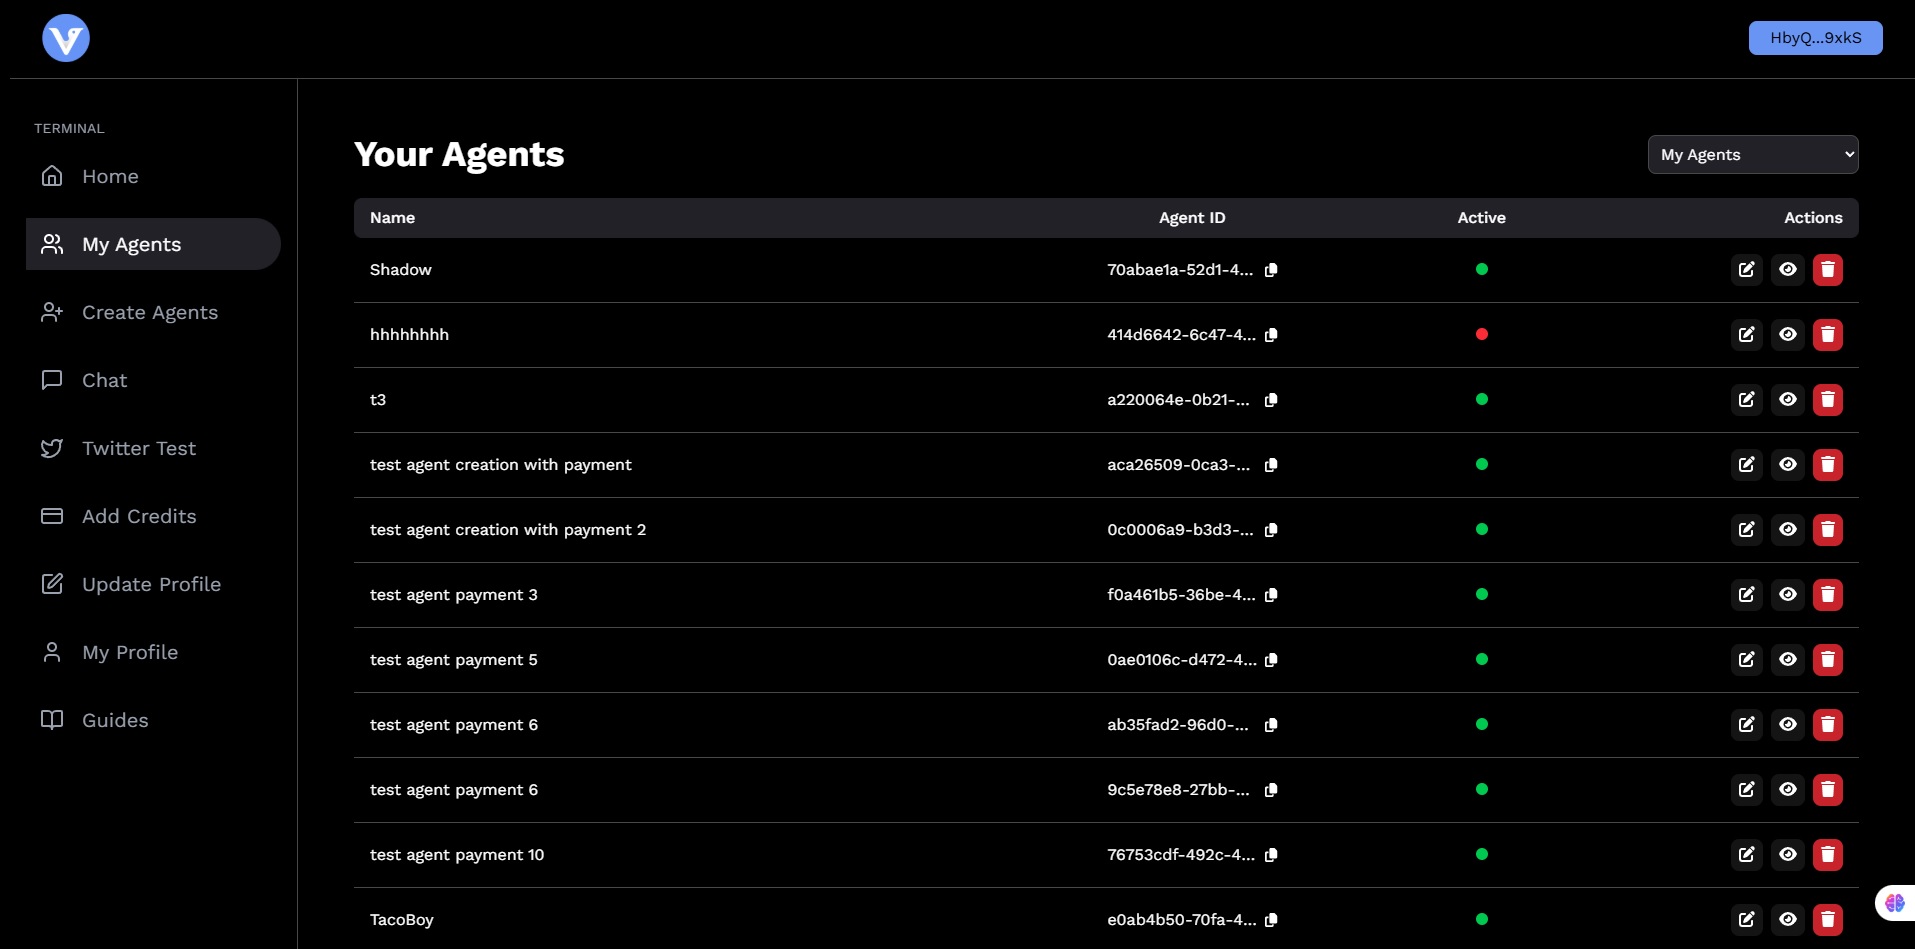 HbyQ...9xkS
TERMINAL
Home
My Agents
Create Agents
Chat
Twitter Test
Add Credits
Update Profile
My Profile
Guides
Your Agents
My Agents
Name Agent ID Active Actions
Shadow 70abae1a-52d1-4...
hhhhhhhh 414d6642-6c47-4...
t3 a220064e-0b21-...
test agent creation with payment aca26509-0ca3-...
test agent creation with payment 2 0c0006a9-b3d3-...
test agent payment 3 f0a461b5-36be-4...
test agent payment 5 0ae0106c-d472-4...
test agent payment 6 ab35fad2-96d0-...
test agent payment 6 9c5e78e8-27bb-...
test agent payment 10 76753cdf-492c-4...
TacoBoy e0ab4b50-70fa-4...